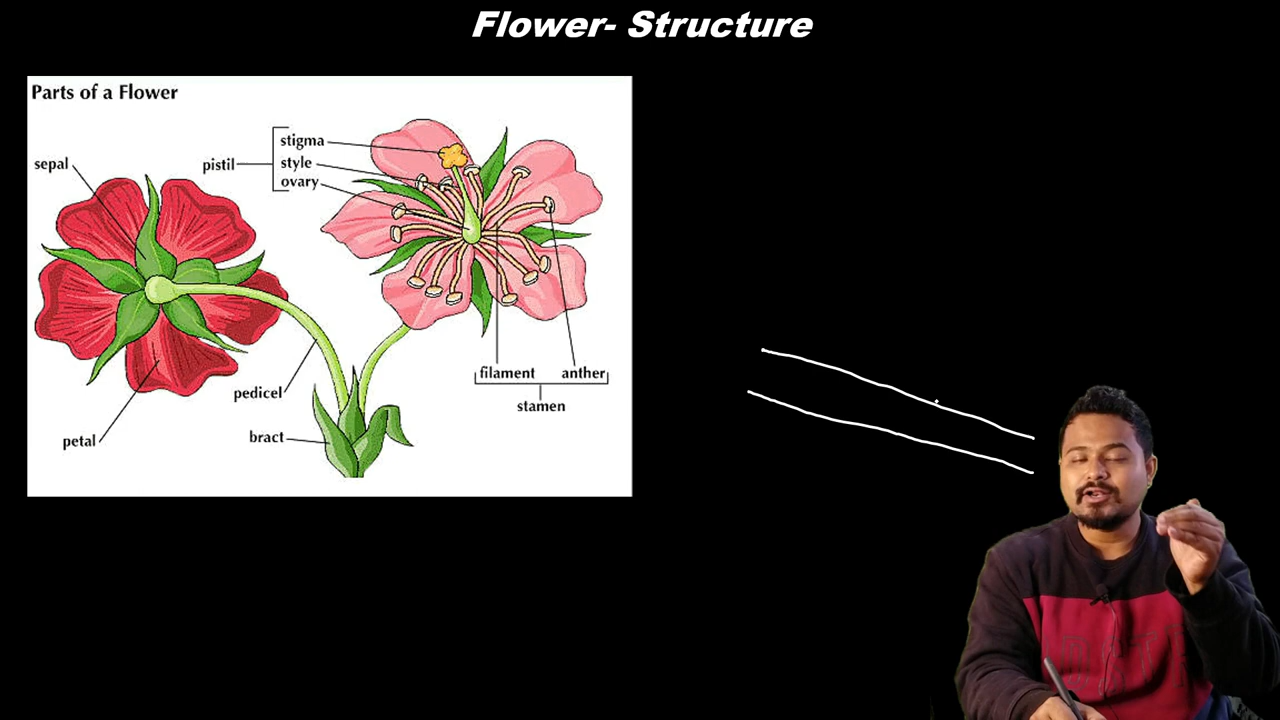 Flower- Structure
Parts of a Flower
stigma
sepal
pistil
style
ovary
filament
anther
pedicel
stamen
bract
petal